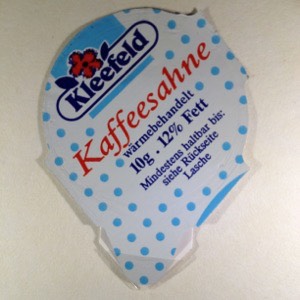 Kleefeld
Kaffeesahne
wärmebehandelt
10g · 12% Fett
Mindestens haltbar bis:
siehe Rückseite
Lasche